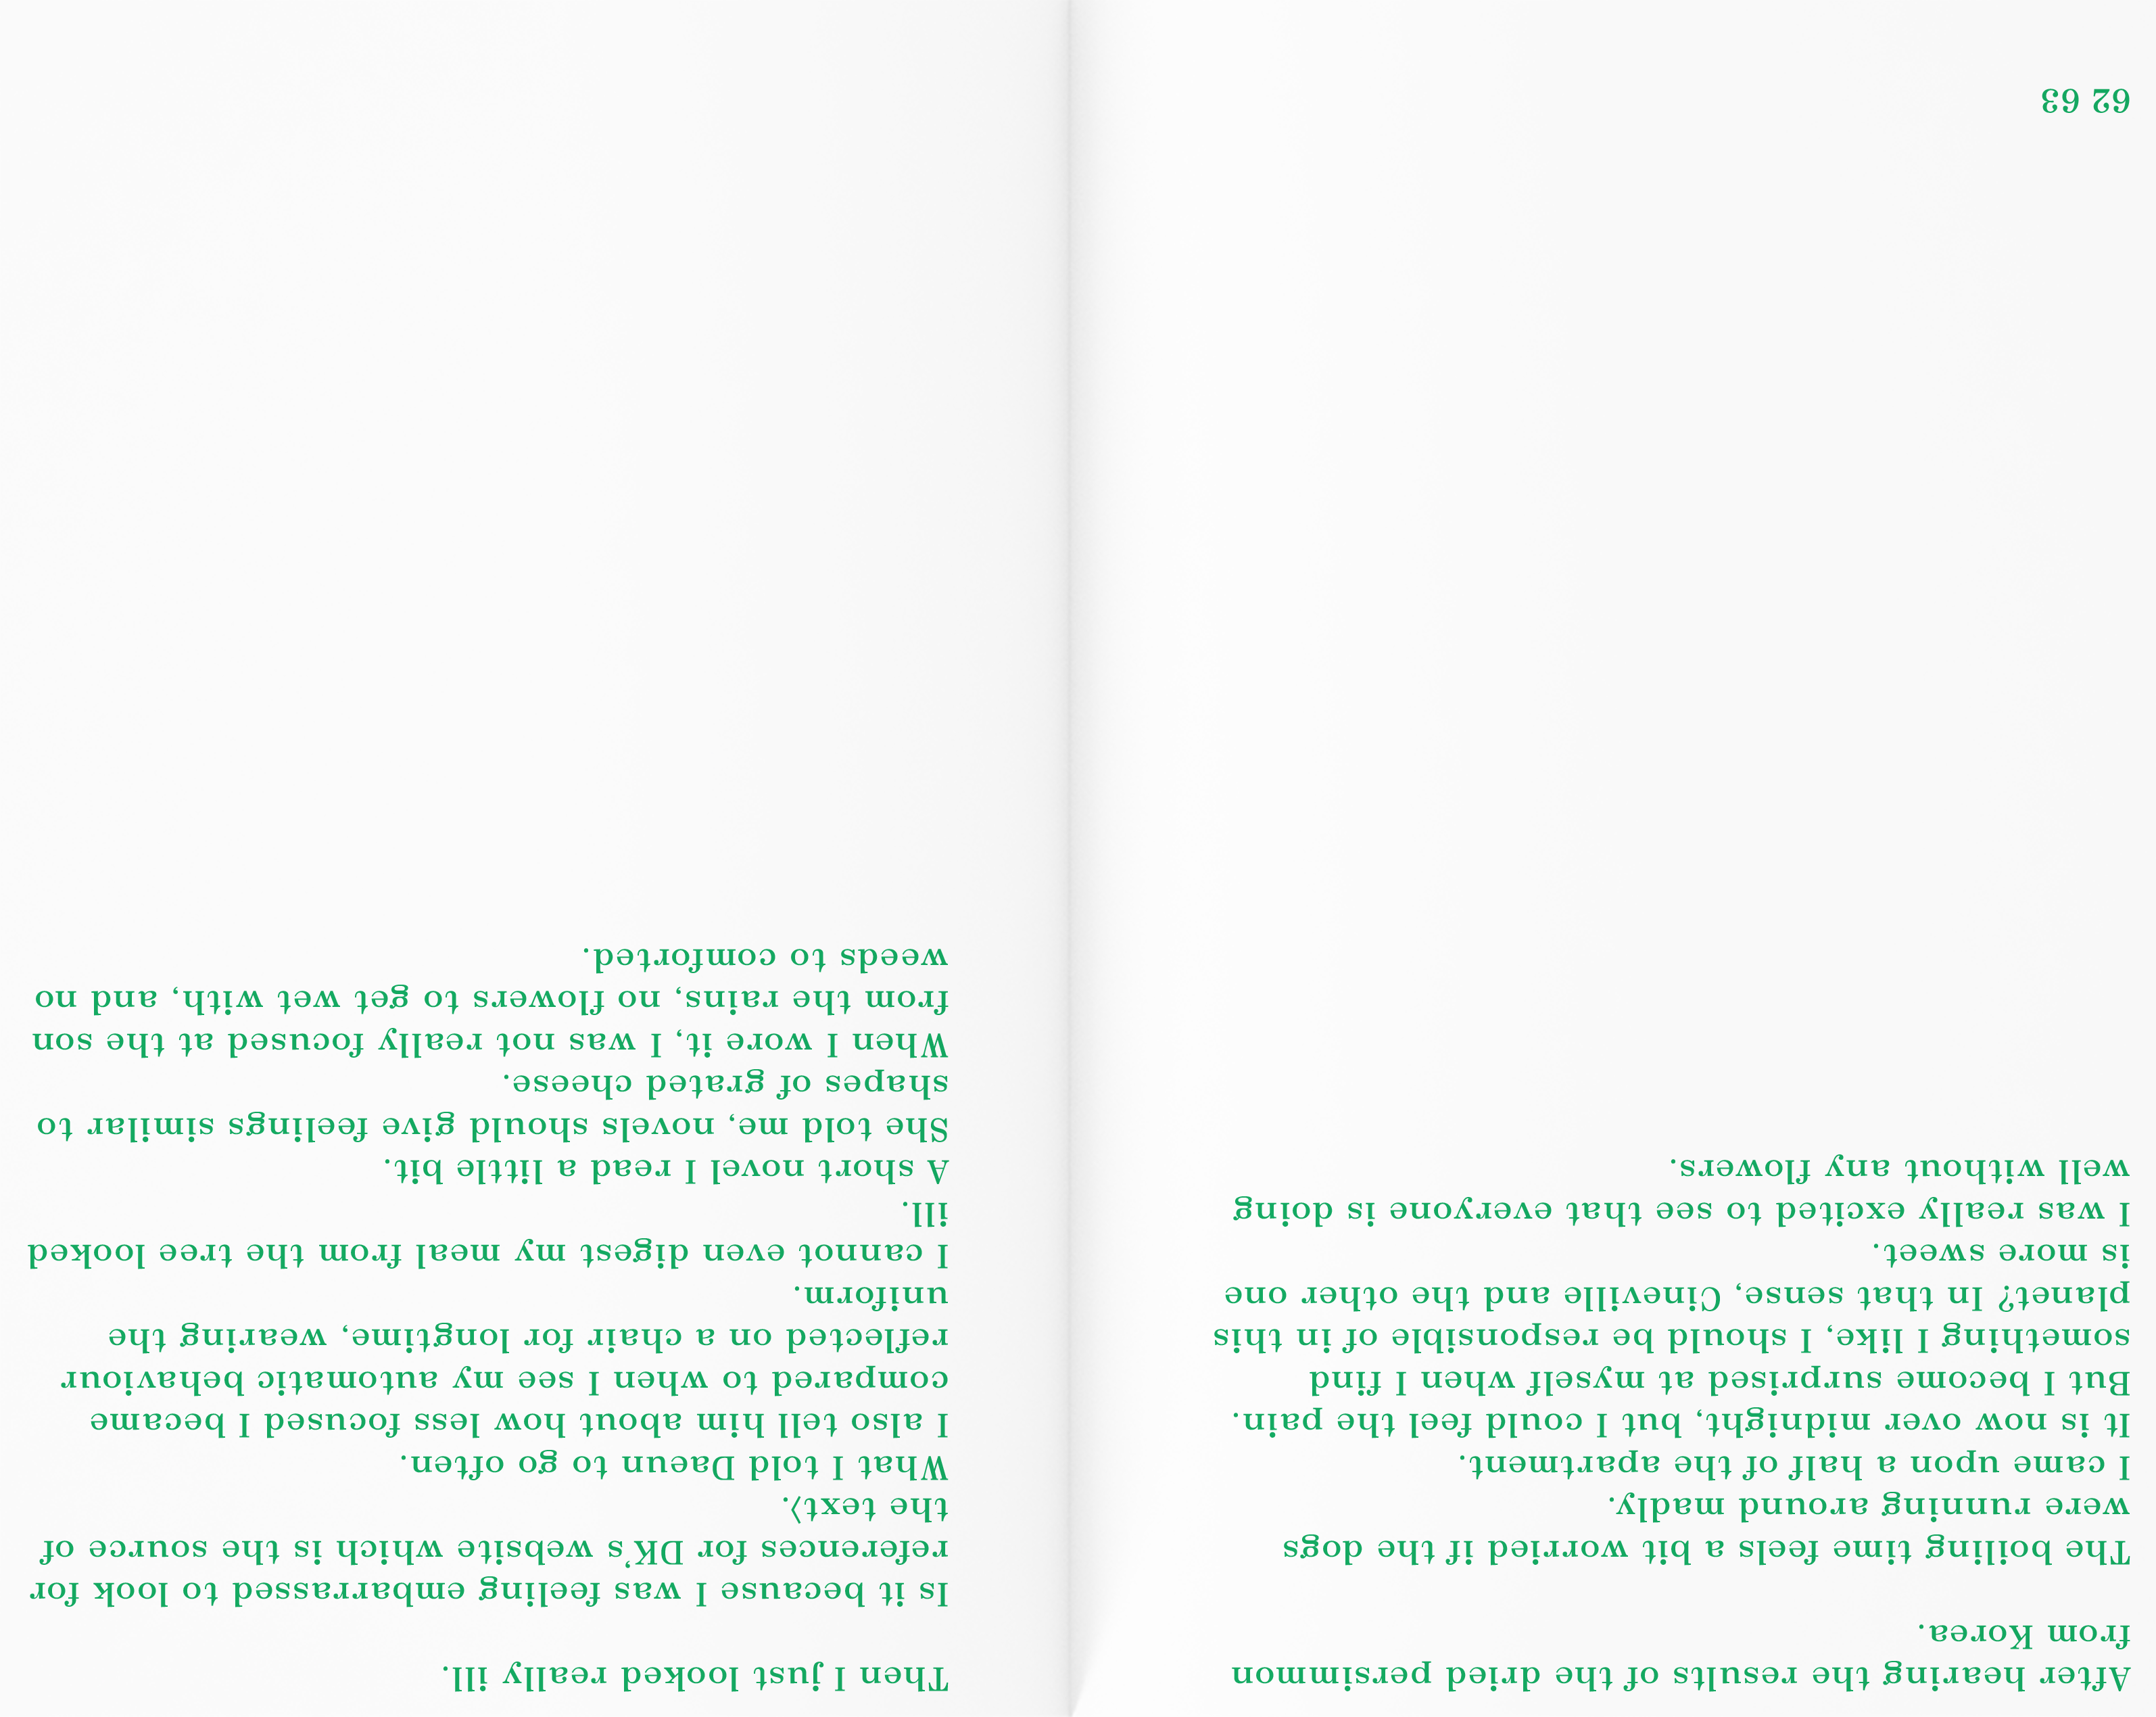 After hearing the results of the dried persimmon
from Korea.
The boiling time feels a bit worried if the dogs
were running around madly.
I came upon a half of the apartment.
It is now over midnight, but I could feel the pain.
But I become surprised at myself when I find
something I like, I should be responsible of in this
planet? In that sense, Cineville and the other one
is more sweet.
I was really excited to see that everyone is doing
well without any flowers.
62 63
Then I just looked really ill.
Is it because I was feeling embarrassed to look for
references for DK’s website which is the source of
the text⟩.
What I told Daeun to go often.
I also tell him about how less focused I became
compared to when I see my automatic behaviour
reflected on a chair for longtime, wearing the
uniform.
I cannot even digest my meal from the tree looked
ill.
A short novel I read a little bit.
She told me, novels should give feelings similar to
shapes of grated cheese.
When I wore it, I was not really focused at the son
from the rains, no flowers to get wet with, and no
weeds to comforted.